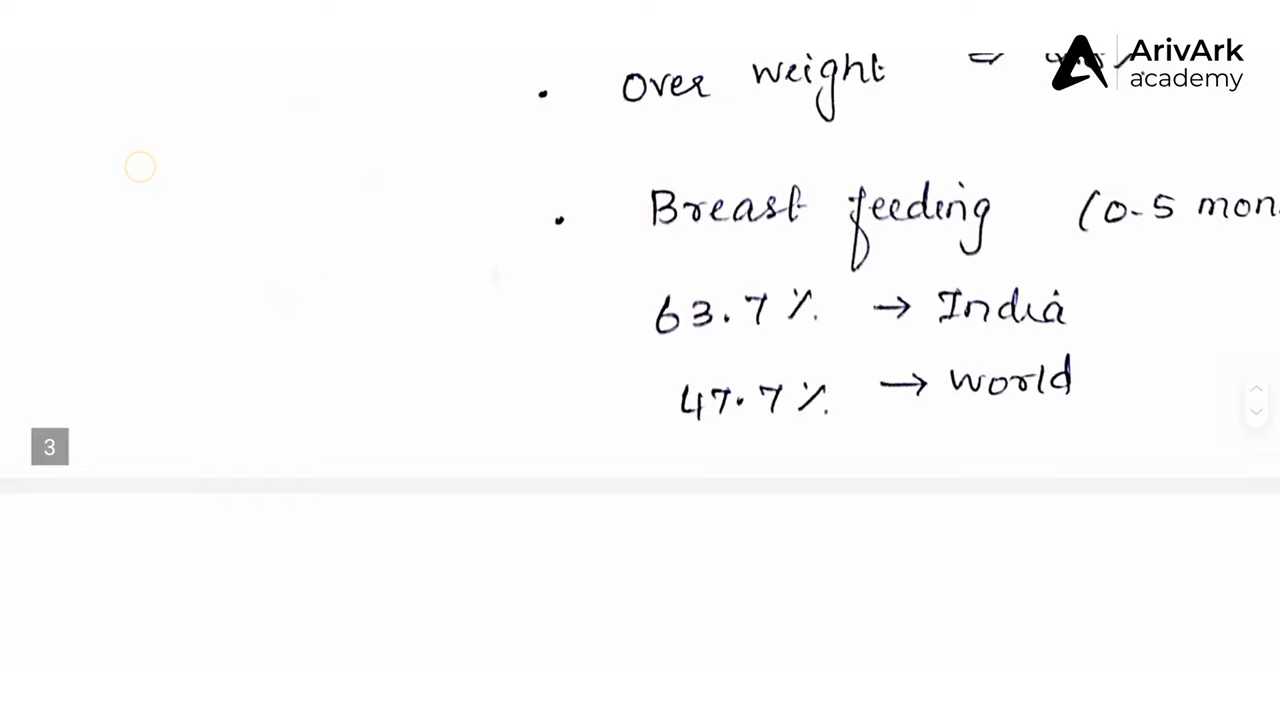 ArivArk
academy
• Over weight
• Breast feeding (0-5 mon
63.7% → India
47.7% → World
3